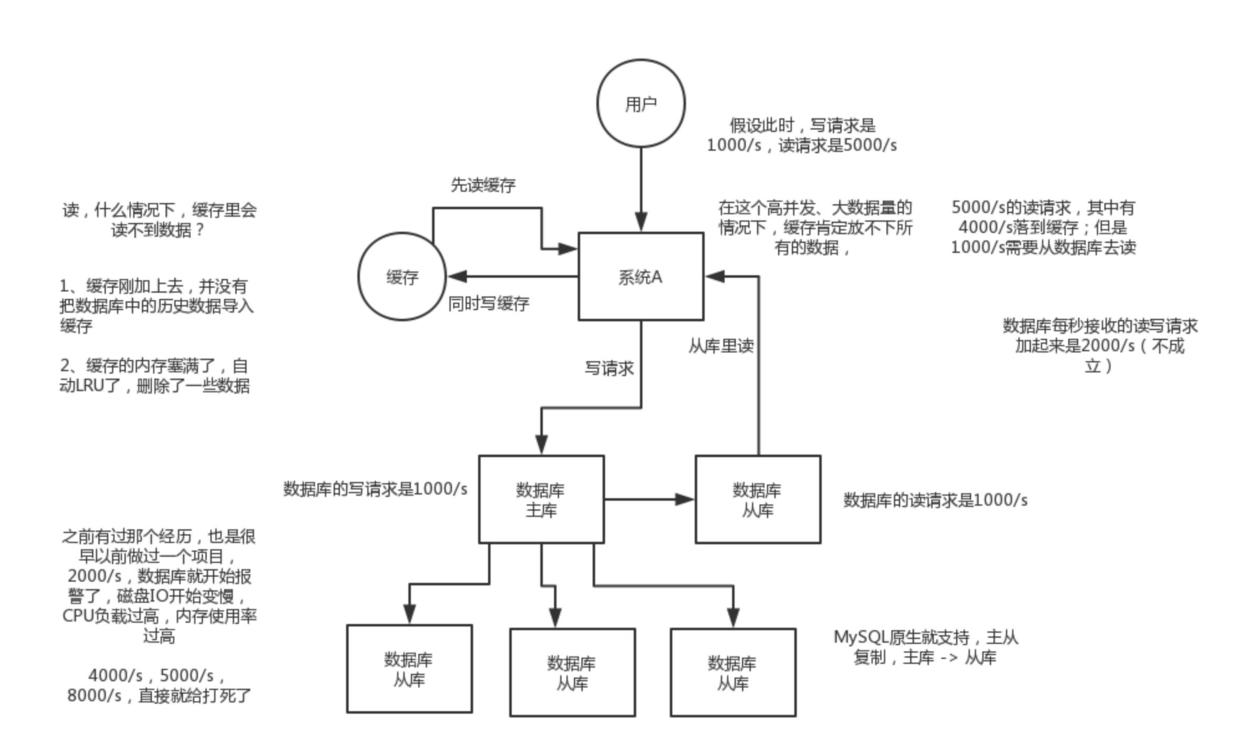 用户
假设此时，写请求是
1000/s，读请求是5000/s
先读缓存
读，什么情况下，缓存里会
读不到数据？
在这个高并发、大数据量的
情况下，缓存肯定放不下所
有的数据，
5000/s的读请求，其中有
4000/s落到缓存；但是
1000/s需要从数据库去读
缓存
系统A
同时写缓存
1、缓存刚加上去，并没有
把数据库中的历史数据导入
缓存
2、缓存的内存塞满了，自
动LRU了，删除了一些数据
写请求
从库里读
数据库每秒接收的读写请求
加起来是2000/s（不成
立）
数据库的写请求是1000/s
数据库
主库
数据库
从库
数据库的读请求是1000/s
之前有过那个经历，也是很
早以前做过一个项目，
2000/s，数据库就开始报
警了，磁盘IO开始变慢，
CPU负载过高，内存使用率
过高
4000/s，5000/s，
8000/s，直接就给打死了
数据库
从库
数据库
从库
数据库
从库
MySQL原生就支持，主从
复制，主库 -> 从库